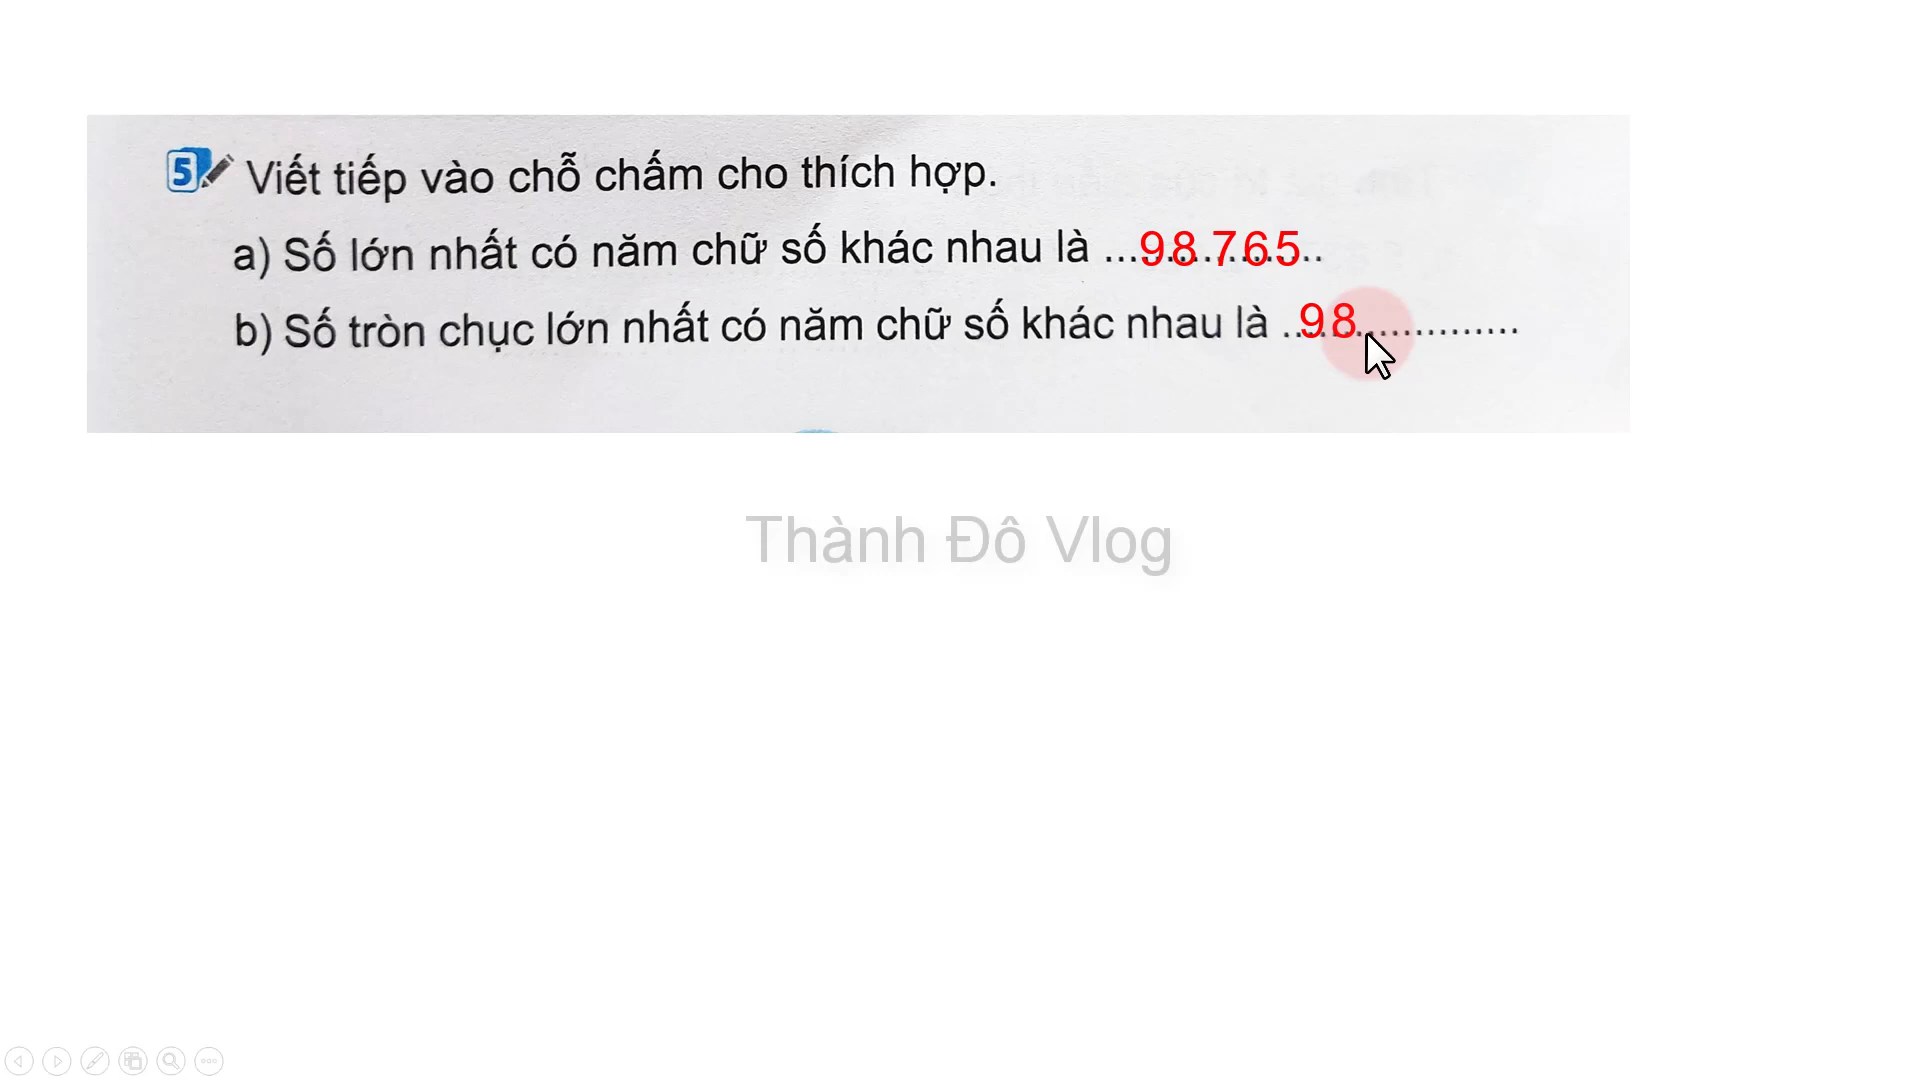 5 Viết tiếp vào chỗ chấm cho thích hợp.
a) Số lớn nhất có năm chữ số khác nhau là ...98 765...
b) Số tròn chục lớn nhất có năm chữ số khác nhau là ...98...................
Thành Đô Vlog